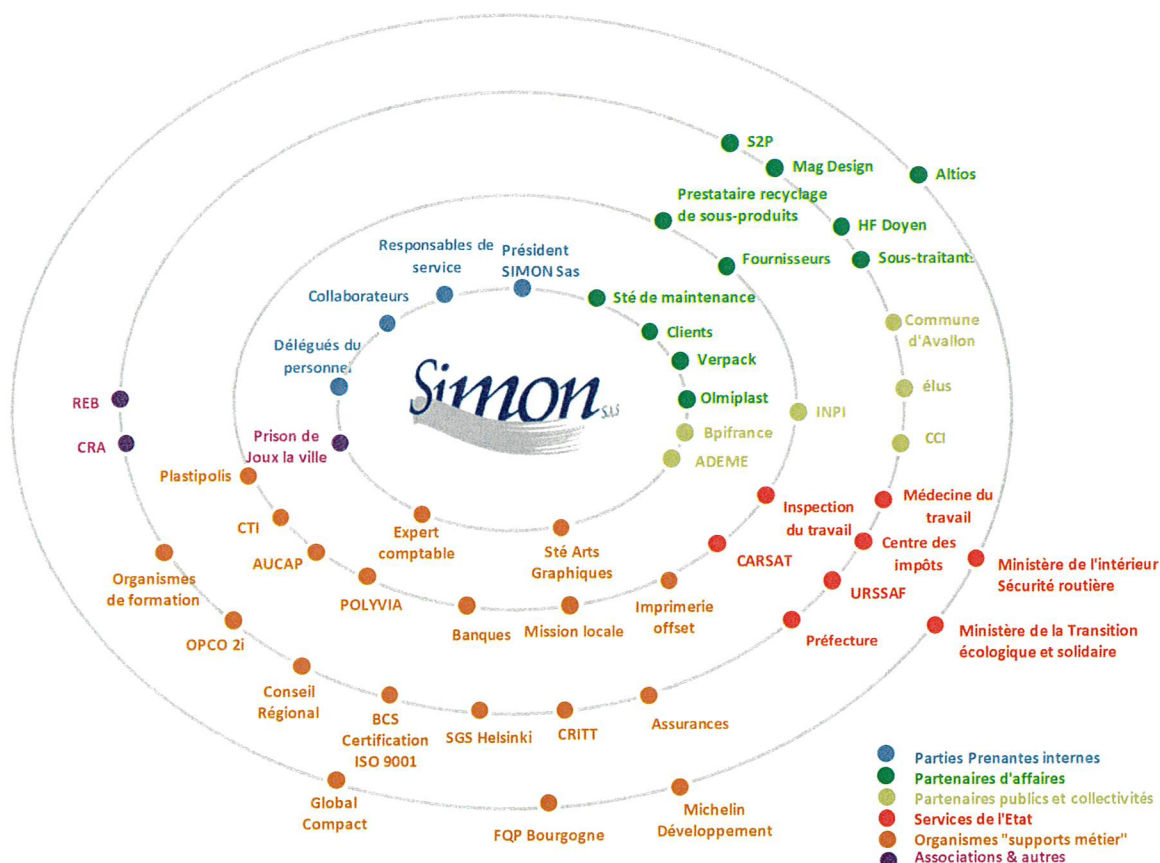 S2P
Mag Design
Altios
Prestataire recyclage
de sous-produits
HF Doyen
Sous-traitants
Fournisseurs
Responsables de
service
Président
SIMON Sas
Collaborateurs
Sté de maintenance
Clients
Commune
d'Avallon
Délégués du
personnel
Verpack
élus
Simon SAS
Olmiplast
REB
INPI
CRA
Prison de
Joux la ville
Bpifrance
CCI
ADEME
Plastipolis
Inspection
du travail
Médecine du
travail
CTI
Expert
comptable
Sté Arts
Graphiques
CARSAT
Centre des
impôts
AUCAP
Ministère de l'intérieur
Sécurité routière
Organismes
de formation
POLYVIA
Banques
Mission locale
Imprimerie
offset
URSSAF
OPCO 2i
Préfecture
Ministère de la Transition
écologique et solidaire
Conseil
Régional
BCS
Certification
ISO 9001
SGS Helsinki
CRITT
Assurances
Global
Compact
FQP Bourgogne
Michelin
Développement
Parties Prenantes internes
Partenaires d'affaires
Partenaires publics et collectivités
Services de l'Etat
Organismes "supports métier"
Associations & autres